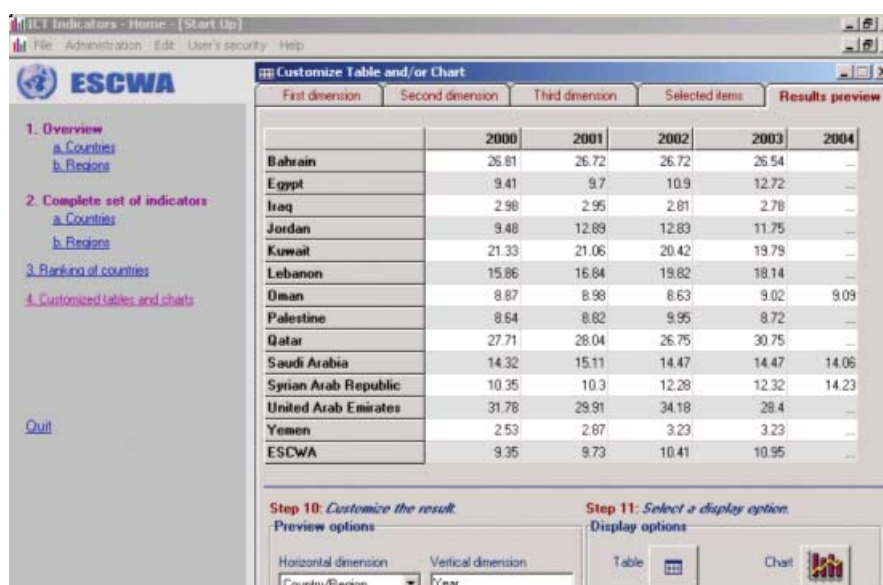 ICT Indicators - Home - [Start Up]
File Administration Edit User's security Help
ESCWA
1. Overview
a. Countries
b. Regions
2. Complete set of indicators
a. Countries
b. Regions
3. Ranking of countries
4. Customized tables and charts
Quit
Customize Table and/or Chart
First dimension Second dimension Third dimension Selected items Results preview
2000 2001 2002 2003 2004
Bahrain 26.81 26.72 26.72 26.54 ...
Egypt 9.41 9.7 10.9 12.72 ...
Iraq 2.98 2.95 2.81 2.78 ...
Jordan 9.48 12.89 12.83 11.75 ...
Kuwait 21.33 21.06 20.42 19.79 ...
Lebanon 15.86 16.84 19.82 18.14 ...
Oman 8.87 8.98 8.63 9.02 9.09
Palestine 8.64 8.82 9.95 8.72 ...
Qatar 27.71 28.04 26.75 30.75 ...
Saudi Arabia 14.32 15.11 14.47 14.47 14.06
Syrian Arab Republic 10.35 10.3 12.28 12.32 14.23
United Arab Emirates 31.78 29.91 34.18 28.4 ...
Yemen 2.53 2.87 3.23 3.23 ...
ESCWA 9.35 9.73 10.41 10.95 ...
Step 10: Customize the result. Step 11: Select a display option.
Preview options Display options
Horizontal dimension Vertical dimension Table Chart
Country/Region Year